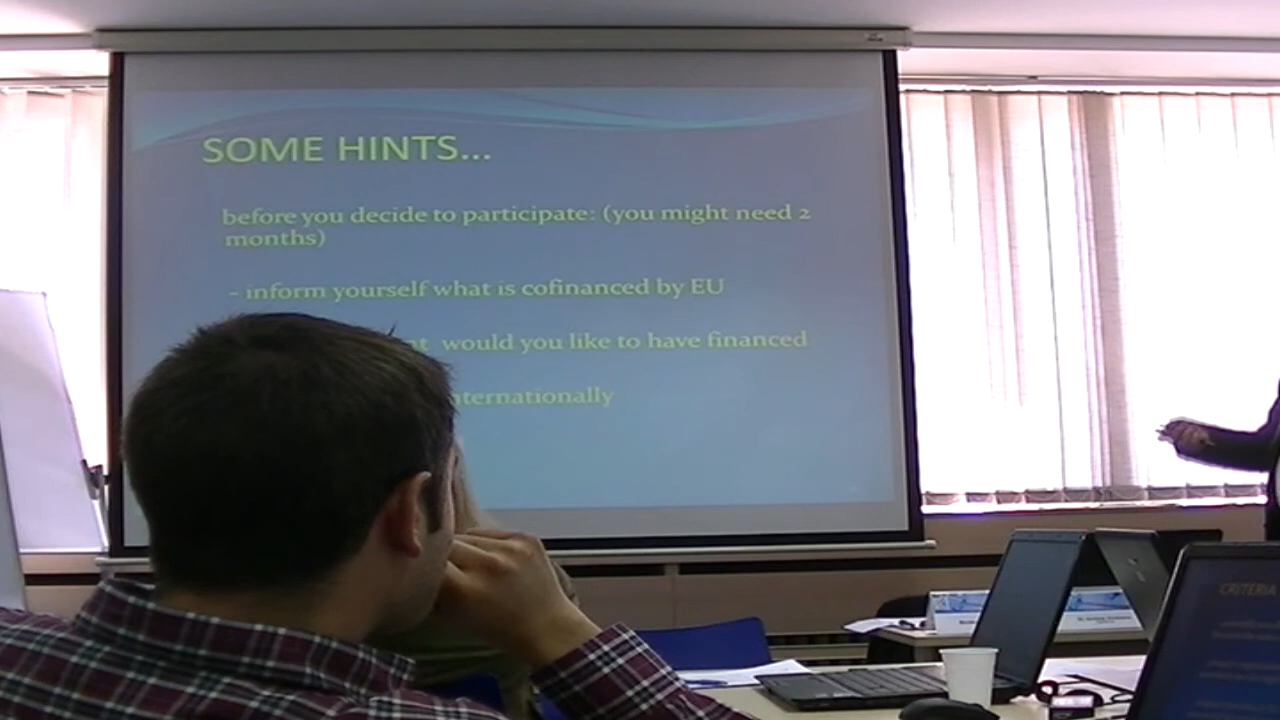 SOME HINTS...
before you decide to participate: (you might need 2
months)
- inform yourself what is cofinanced by EU
would you like to have financed
internationally
CRITERIA